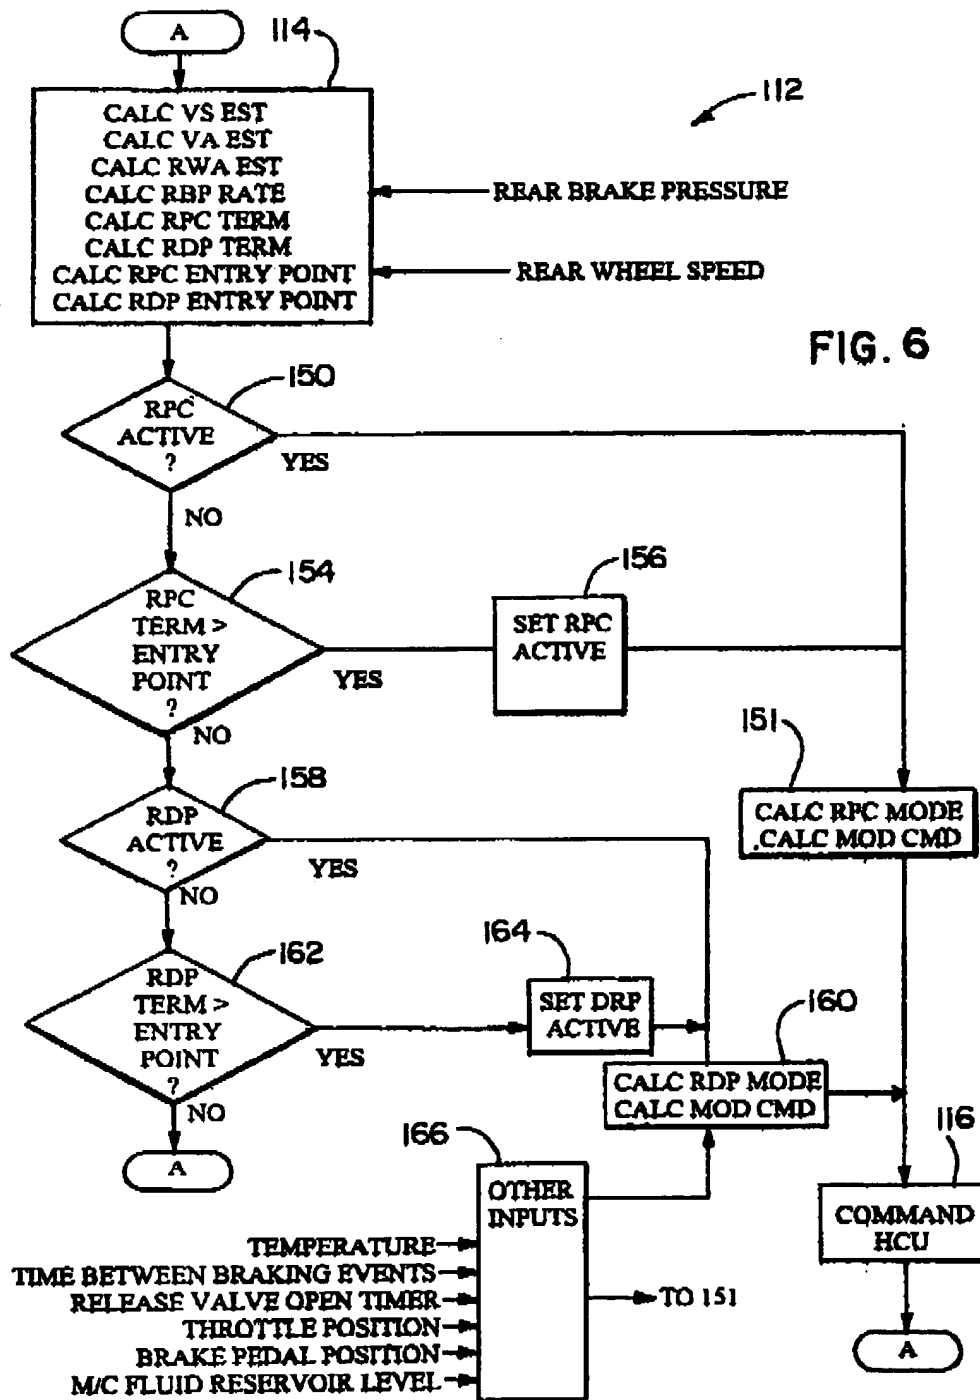 A
114
112
CALC VS EST
CALC VA EST
CALC RWA EST
CALC RBP RATE
CALC RPC TERM
CALC RDP TERM
CALC RPC ENTRY POINT
CALC RDP ENTRY POINT
REAR BRAKE PRESSURE
REAR WHEEL SPEED
FIG. 6
150
RPC
ACTIVE
?
YES
NO
154
RPC
TERM >
ENTRY
POINT
?
YES
NO
156
SET RPC
ACTIVE
151
CALC RPC MODE
CALC MOD CMD
158
RDP
ACTIVE
?
YES
NO
162
RDP
TERM >
ENTRY
POINT
?
YES
NO
164
SET DRP
ACTIVE
160
CALC RDP MODE
CALC MOD CMD
A
166
OTHER
INPUTS
TEMPERATURE
TIME BETWEEN BRAKING EVENTS
RELEASE VALVE OPEN TIMER
THROTTLE POSITION
BRAKE PEDAL POSITION
M/C FLUID RESERVOIR LEVEL
TO 151
116
COMMAND
HCU
A